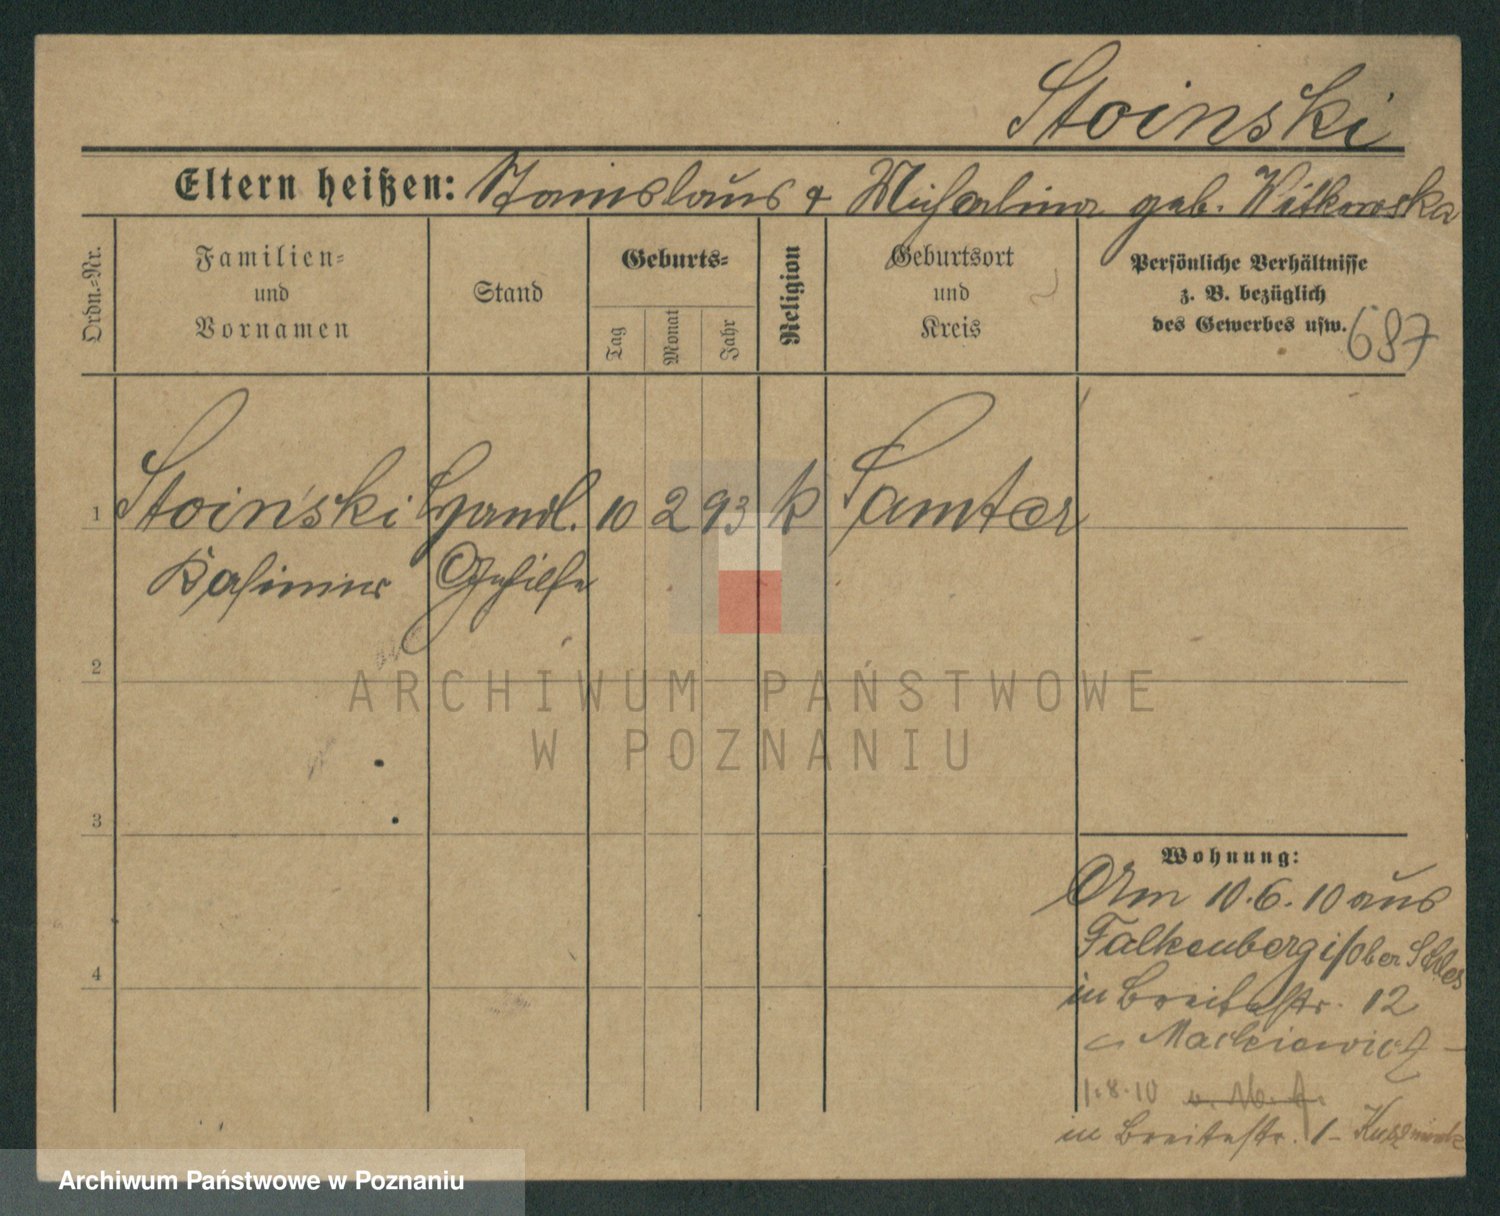 Stoinski
Eltern heißen: Stanislaus & Michalina geb. Witkowska
Ordn.-Nr.
Familien-
und
Vornamen
Stand
Geburts-
Tag
Monat
Jahr
Religion
Geburtsort
und
Kreis
Persönliche Verhältnisse
z. B. bezüglich
des Gewerbes usw.
687
1 Stoiński Handl. 10 2 93 k Samter
Kasimir Gehilfe
2
3
4
Wohnung:
Am 10.6.10 aus
Falkenberg i/Ober Schles
in Breitestr. 12
Mackiewicz
1.8.10
in Breitestr. 1 -
ARCHIWUM PAŃSTWOWE
W POZNANIU
Archiwum Państwowe w Poznaniu